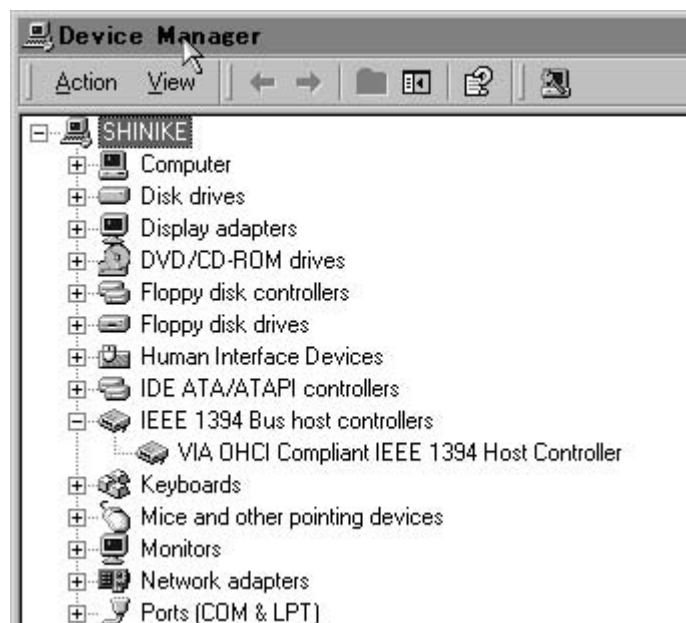 Device Manager
Action View
SHINIKE
Computer
Disk drives
Display adapters
DVD/CD-ROM drives
Floppy disk controllers
Floppy disk drives
Human Interface Devices
IDE ATA/ATAPI controllers
IEEE 1394 Bus host controllers
VIA OHCI Compliant IEEE 1394 Host Controller
Keyboards
Mice and other pointing devices
Monitors
Network adapters
Ports (COM & LPT)